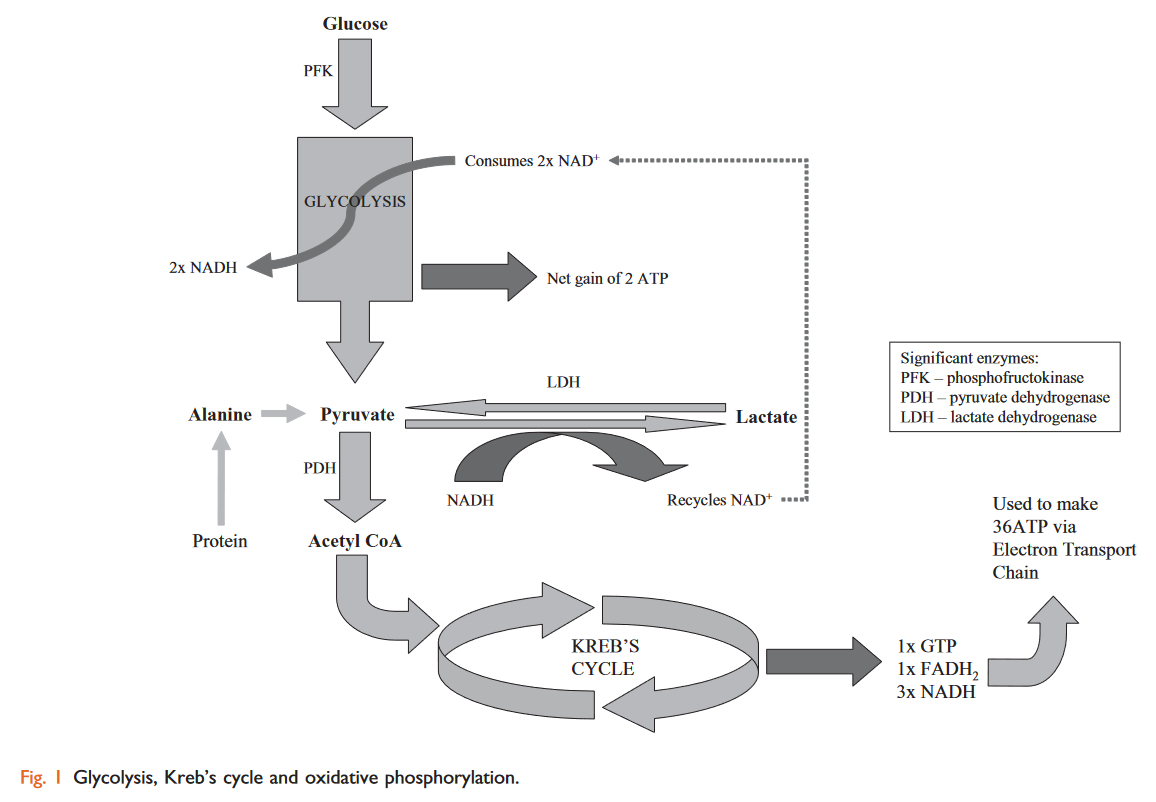 Glucose
PFK
Consumes 2x NAD⁺
GLYCOLYSIS
2x NADH
Net gain of 2 ATP
Significant enzymes:
PFK – phosphofructokinase
PDH – pyruvate dehydrogenase
LDH – lactate dehydrogenase
LDH
Alanine
Pyruvate
Lactate
PDH
NADH
Recycles NAD⁺
Protein
Acetyl CoA
Used to make
36ATP via
Electron Transport
Chain
KREB’S
CYCLE
1x GTP
1x FADH₂
3x NADH
Fig. 1 Glycolysis, Kreb’s cycle and oxidative phosphorylation.